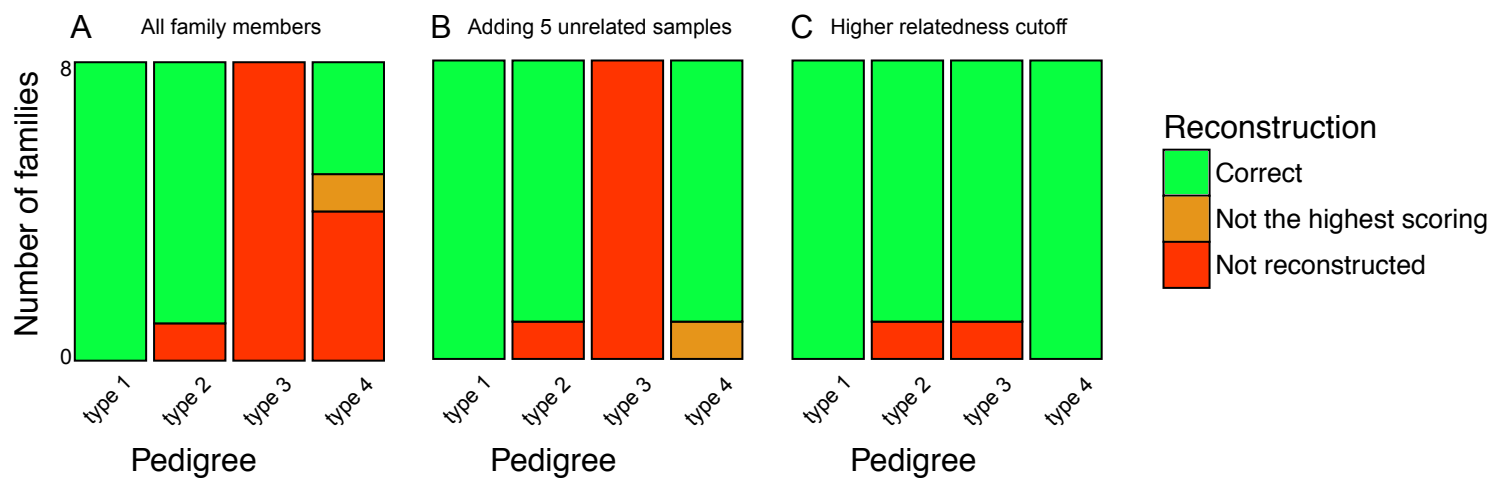 A All family members
Number of families
8
0
type 1
type 2
type 3
type 4
Pedigree
B Adding 5 unrelated samples
type 1
type 2
type 3
type 4
Pedigree
C Higher relatedness cutoff
type 1
type 2
type 3
type 4
Pedigree
Reconstruction
Correct
Not the highest scoring
Not reconstructed